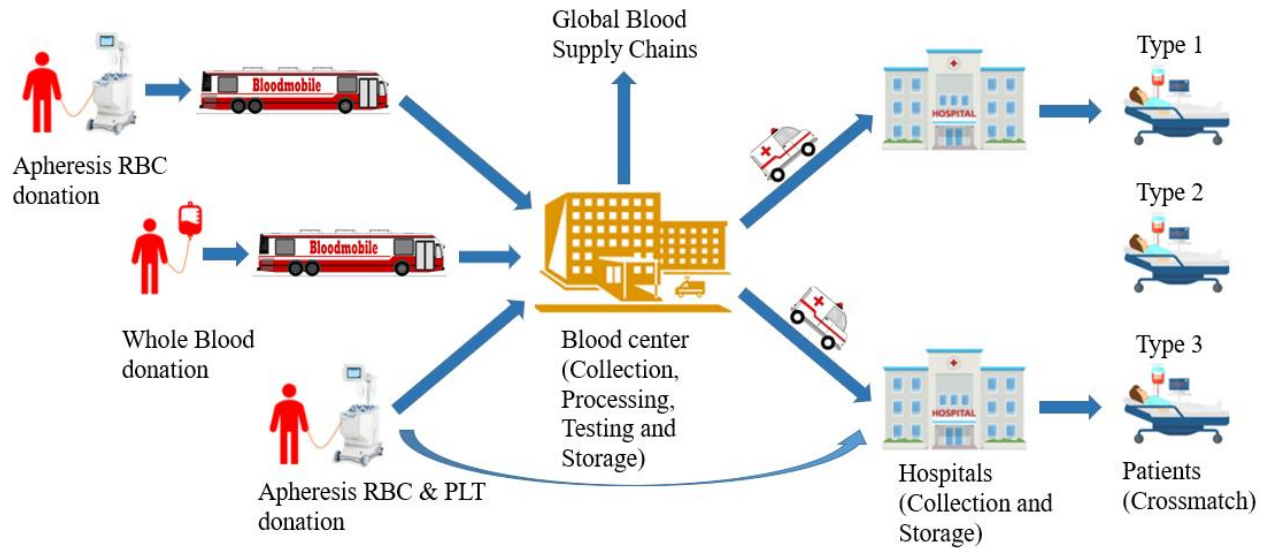 Global Blood
Supply Chains
Type 1
Bloodmobile
HOSPITAL
Apheresis RBC
donation
Type 2
Bloodmobile
Whole Blood
donation
Blood center
(Collection,
Processing,
Testing and
Storage)
Type 3
HOSPITAL
Apheresis RBC & PLT
donation
Hospitals
(Collection and
Storage)
Patients
(Crossmatch)